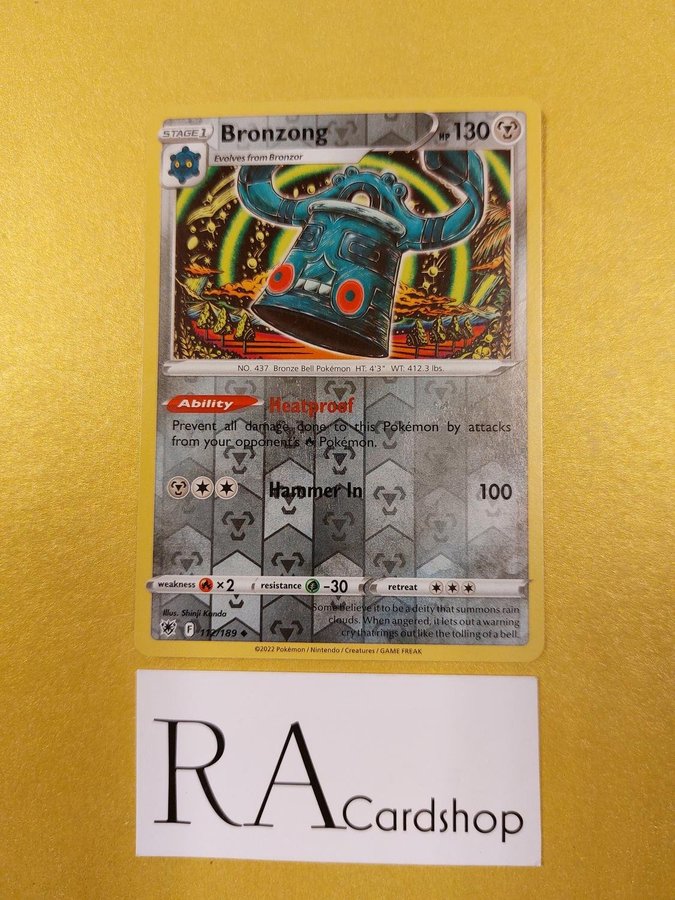 STAGE 1 Bronzong HP 130
Evolves from Bronzor
NO. 437 Bronze Bell Pokémon HT: 4'3" WT: 412.3 lbs.
Ability Heatproof
Prevent all damage done to this Pokémon by attacks
from your opponent's Pokémon.
Hammer In 100
weakness ×2 resistance -30 retreat
Illus. Shinji Kanda
Some believe it to be a deity that summons rain
clouds. When angered, it lets out a warning
cry that rings out like the tolling of a bell.
F 112/189
©2022 Pokémon / Nintendo / Creatures / GAME FREAK
RA Cardshop